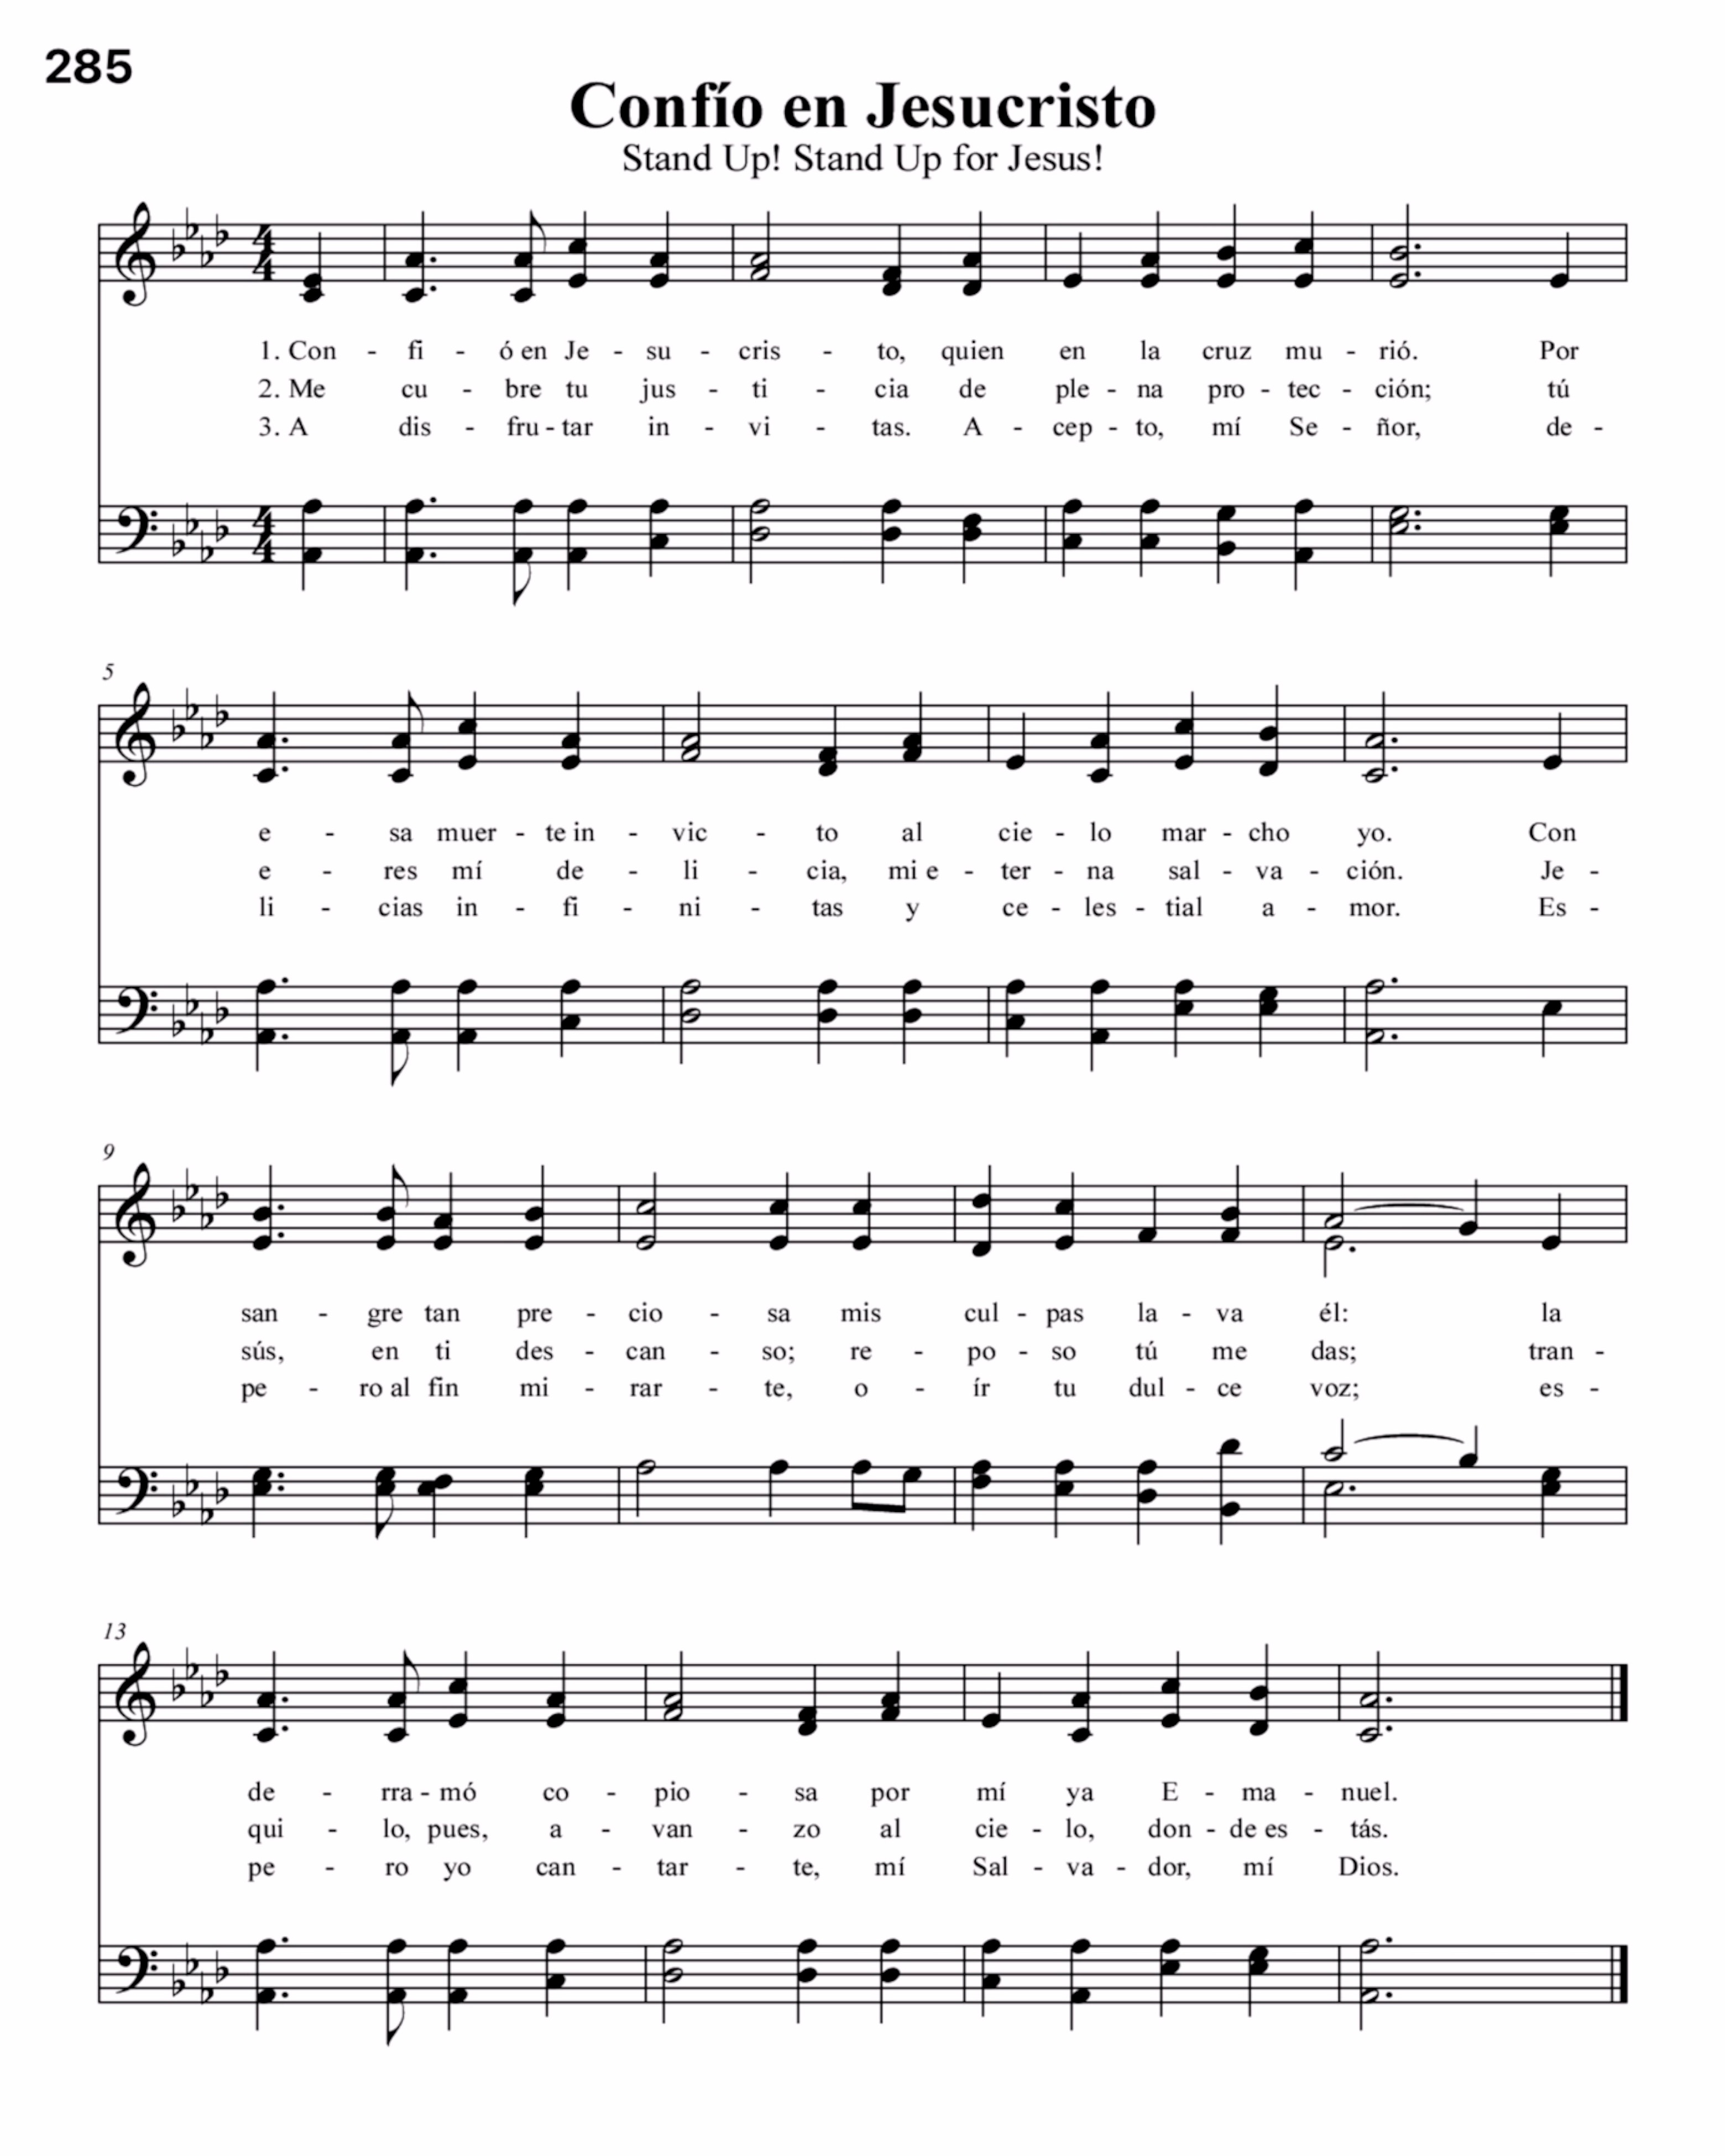 285
Confío en Jesucristo
Stand Up! Stand Up for Jesus!
1. Con - fi - ó en Je - su - cris - to, quien en la cruz mu - rió. Por
2. Me cu - bre tu jus - ti - cia de ple - na pro - tec - ción; tú
3. A dis - fru - tar in - vi - tas. A - cep - to, mí Se - ñor, de -
5
e - sa muer - te in - vic - to al cie - lo mar - cho yo. Con
e - res mí de - li - cia, mi e - ter - na sal - va - ción. Je -
li - cias in - fi - ni - tas y ce - les - tial a - mor. Es -
9
san - gre tan pre - cio - sa mis cul - pas la - va él: la
sús, en ti des - can - so; re - po - so tú me das; tran -
pe - ro al fin mi - rar - te, o - ír tu dul - ce voz; es -
13
de - rra - mó co - pio - sa por mí ya E - ma - nuel.
qui - lo, pues, a - van - zo al cie - lo, don - de es - tás.
pe - ro yo can - tar - te, mí Sal - va - dor, mí Dios.